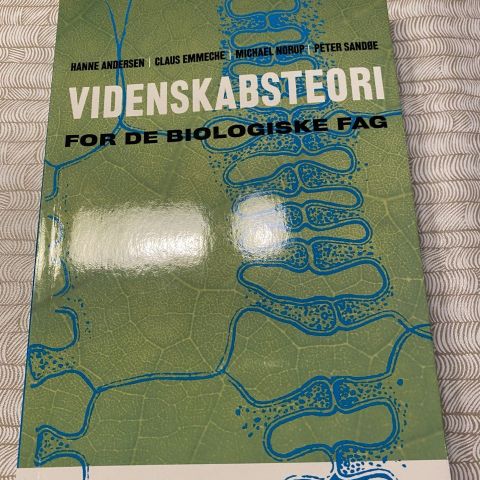 HANNE ANDERSEN | CLAUS EMMECHE | MICHAEL NORUP | PETER SANDØE
VIDENSKABSTEORI
FOR DE BIOLOGISKE FAG